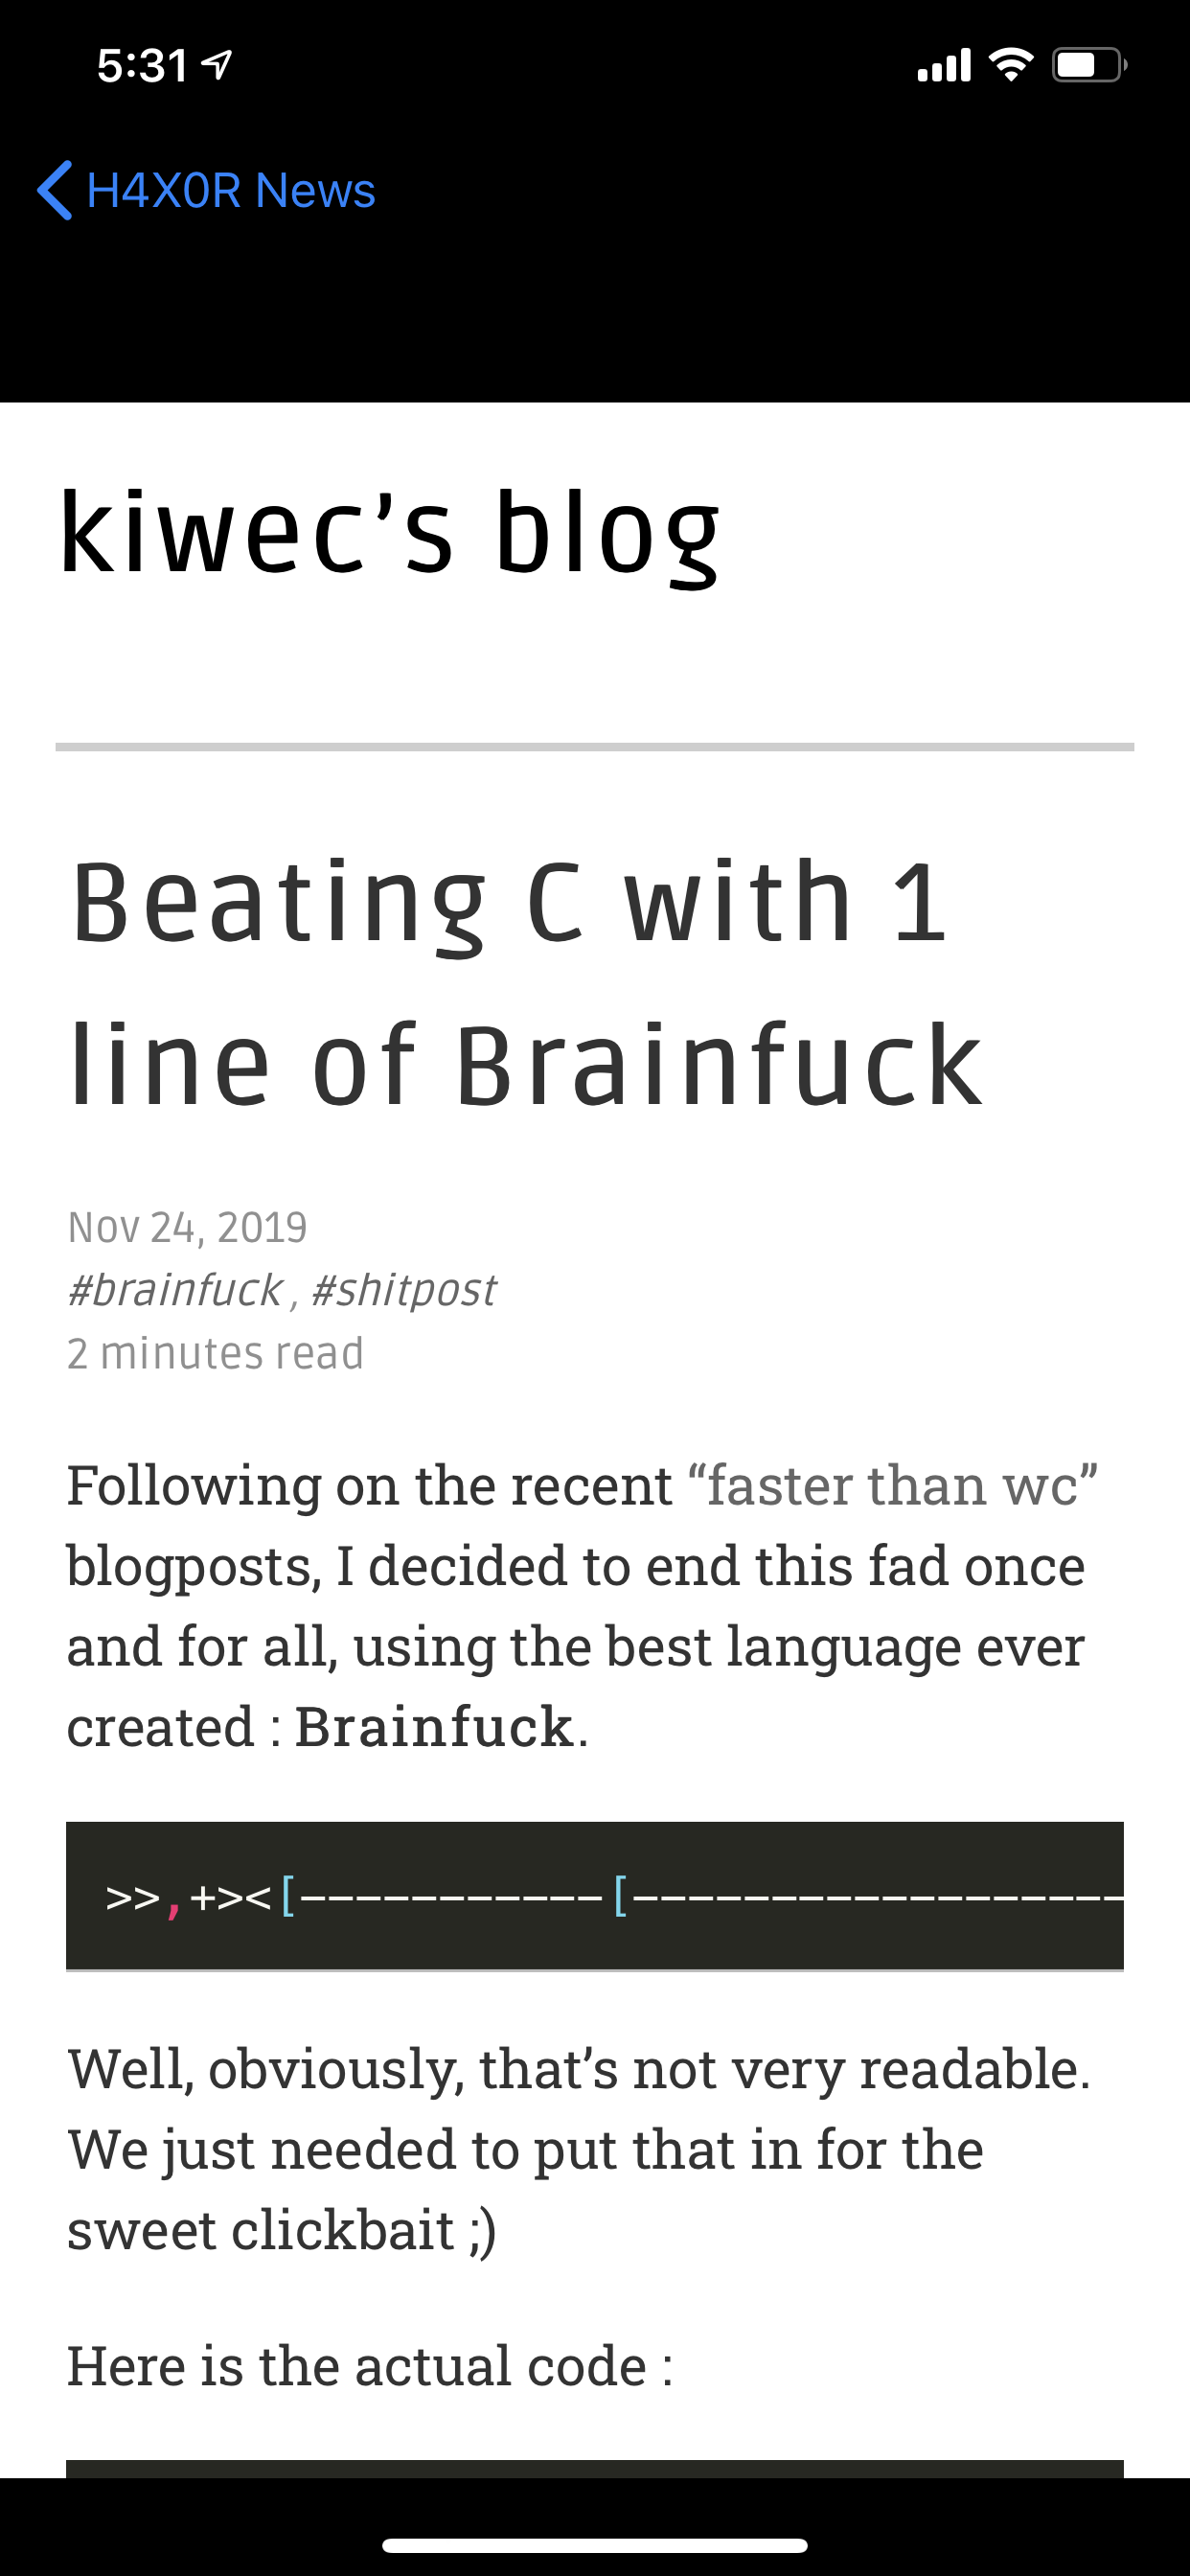 5:31
H4X0R News
kiwec’s blog
Beating C with 1
line of Brainfuck
Nov 24, 2019
#brainfuck , #shitpost
2 minutes read
Following on the recent “faster than wc”
blogposts, I decided to end this fad once
and for all, using the best language ever
created : Brainfuck.
>>,+><[-----------[------------------
Well, obviously, that’s not very readable.
We just needed to put that in for the
sweet clickbait ;)
Here is the actual code :